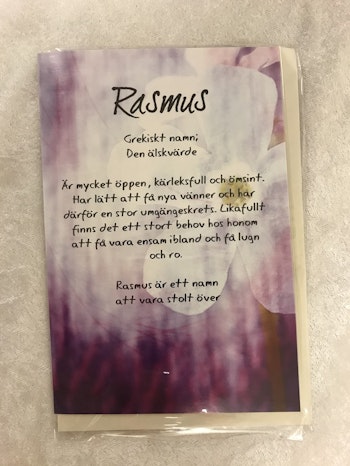 Rasmus
Grekiskt namn;
Den älskvärde
Är mycket öppen, kärleksfull och ömsint.
Har lätt att få nya vänner och har
därför en stor umgängeskrets. Likafullt
finns det ett stort behov hos honom
att få vara ensam ibland och få lugn
och ro.
Rasmus är ett namn
att vara stolt över